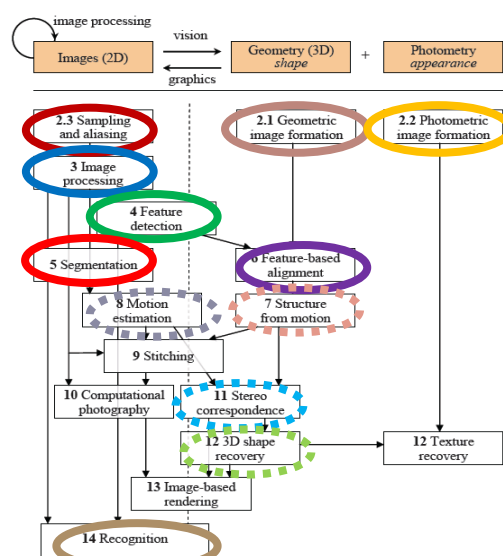 image processing
vision
Images (2D)
Geometry (3D)
shape
+
Photometry
appearance
graphics
2.3 Sampling
and aliasing
2.1 Geometric
image formation
2.2 Photometric
image formation
3 Image
processing
4 Feature
detection
5 Segmentation
6 Feature-based
alignment
8 Motion
estimation
7 Structure
from motion
9 Stitching
10 Computational
photography
11 Stereo
correspondence
12 3D shape
recovery
12 Texture
recovery
13 Image-based
rendering
14 Recognition